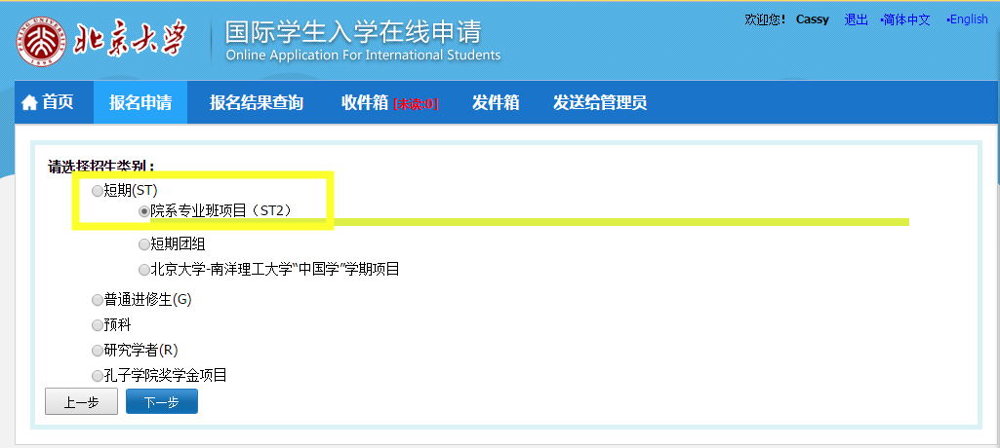 PEKING UNIVERSITY
1898
北京大学
国际学生入学在线申请
Online Application For International Students
欢迎您! Cassy 退出 •简体中文 •English
首页 报名申请 报名结果查询 收件箱 [未读:0] 发件箱 发送给管理员
请选择招生类别:
短期(ST)
院系专业班项目（ST2）
短期团组
北京大学-南洋理工大学“中国学”学期项目
普通进修生(G)
预科
研究学者(R)
孔子学院奖学金项目
上一步 下一步